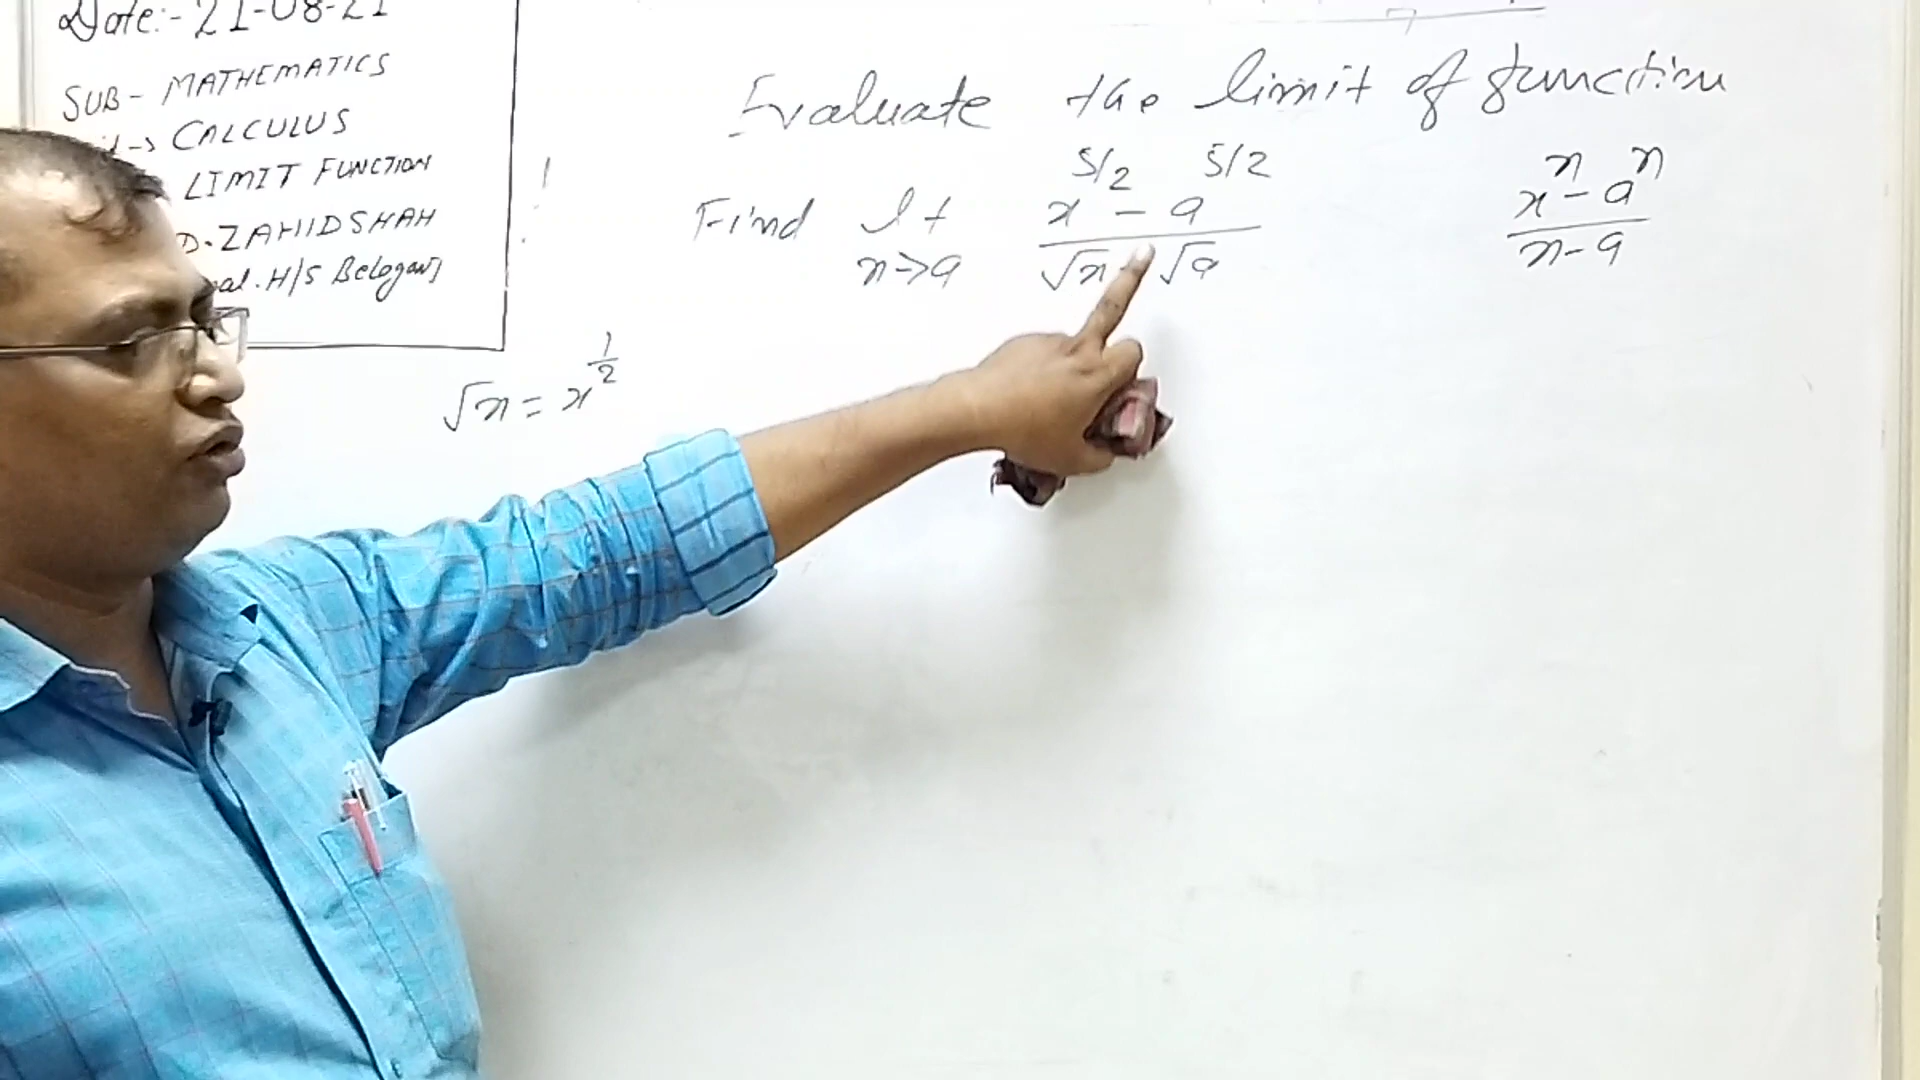 Date:- 21-08-21
SUB- MATHEMATICS
CALCULUS
LIMIT FUNCTION
D. ZAHIDSHAH
H/S
√x = x^{1/2}
Evaluate the limit of function
Find lt x→a (x^{5/2} - a^{5/2}) / (√x - √a)
(x^n - a^n) / (x - a)